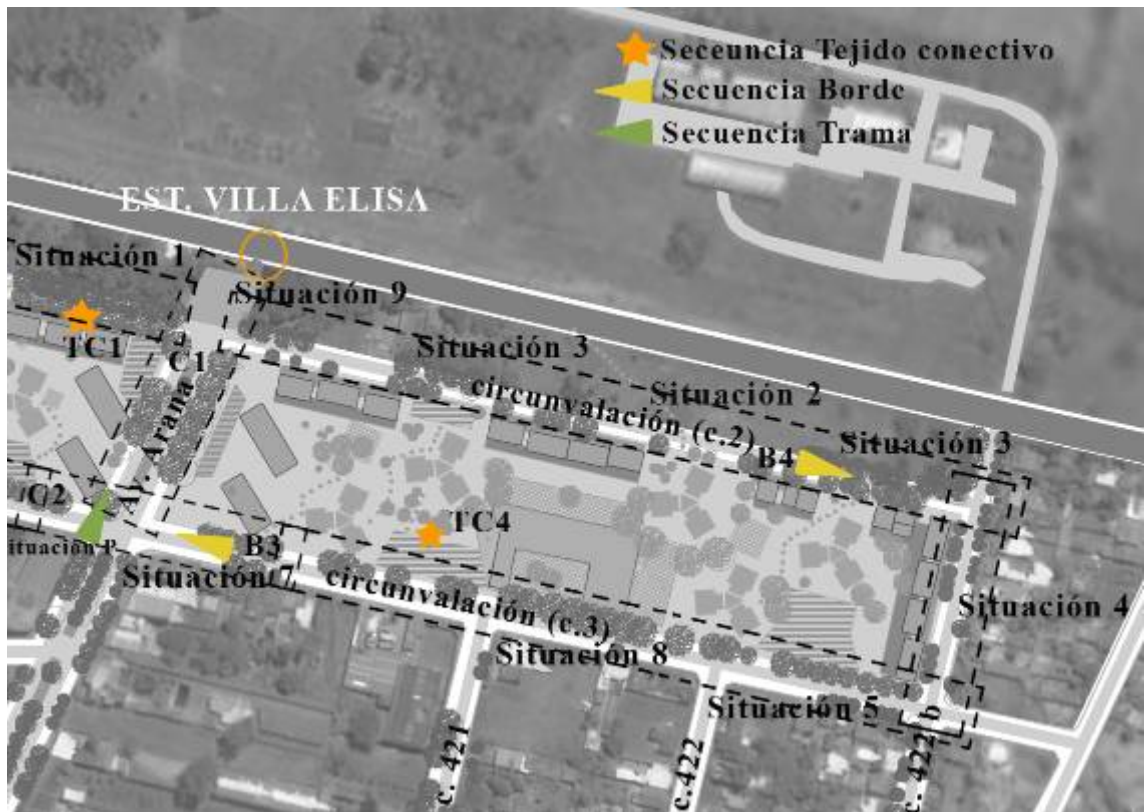 Seceuncia Tejido conectivo
Secuencia Borde
Secuencia Trama
EST. VILLA ELISA
Situación 1
Situación 9
TC1
C1
Situación 3
Situación 2
circunvalación (c.2)
Situación 3
B4
Av. Arana
C2
TC4
B3
ituación P
Situación 7
circunvalación (c.3)
Situación 4
Situación 8
Situación 5
c. 421
c.422
c. 422 b